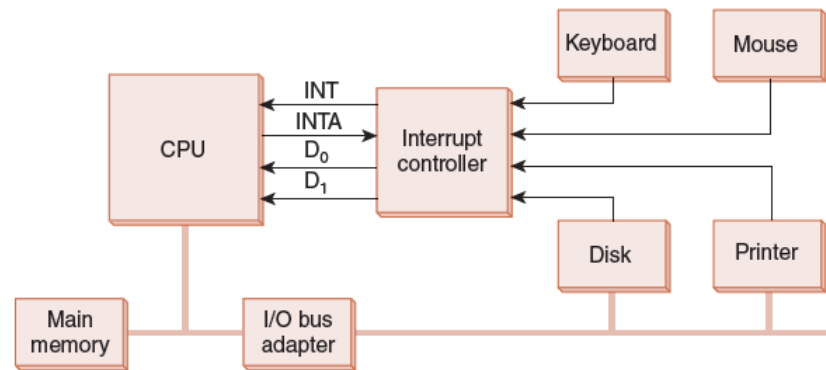 Keyboard
Mouse
INT
INTA
CPU
D₀
D₁
Interrupt
controller
Disk
Printer
Main
memory
I/O bus
adapter